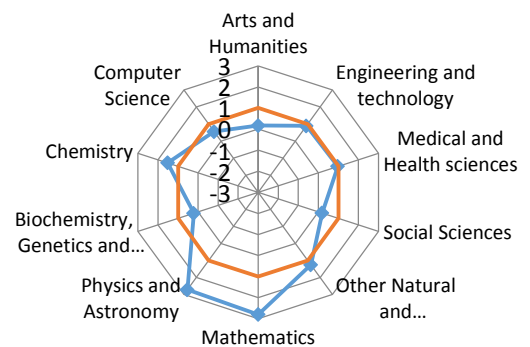 Arts and
Humanities
Engineering and
technology
Medical and
Health sciences
Social Sciences
Other Natural
and...
Mathematics
Physics and
Astronomy
Biochemistry,
Genetics and...
Chemistry
Computer
Science
3
2
1
0
-1
-2
-3